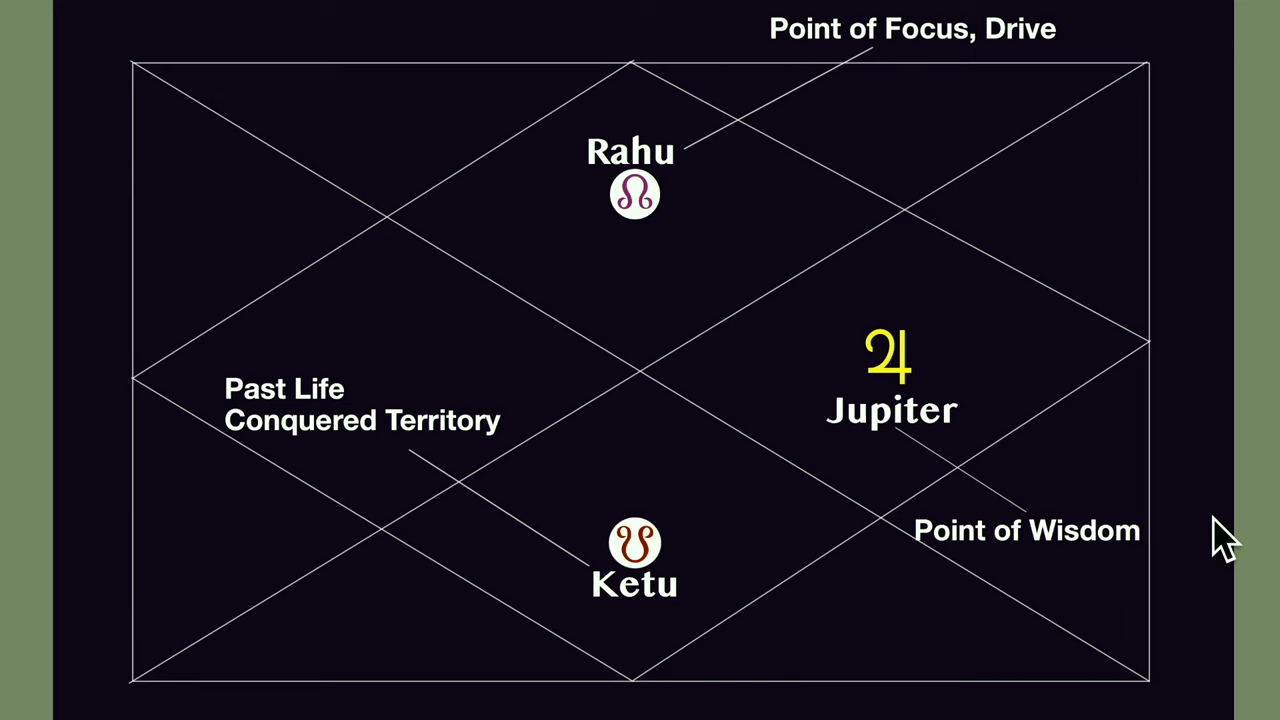 Point of Focus, Drive
Rahu
Past Life
Conquered Territory
Jupiter
Point of Wisdom
Ketu